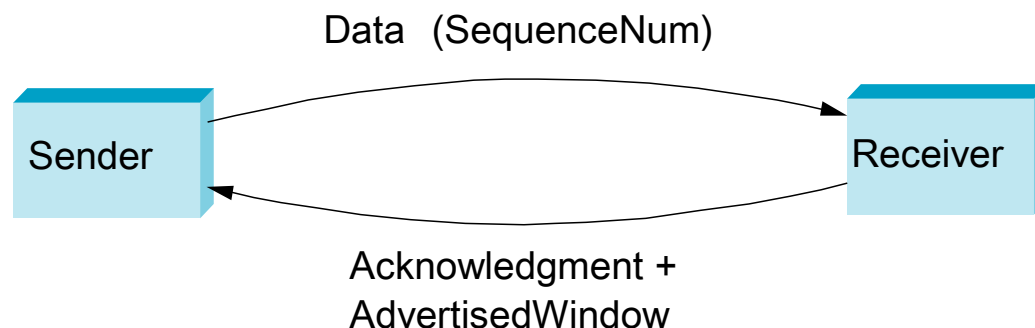 Data (SequenceNum)
Sender
Receiver
Acknowledgment +
AdvertisedWindow